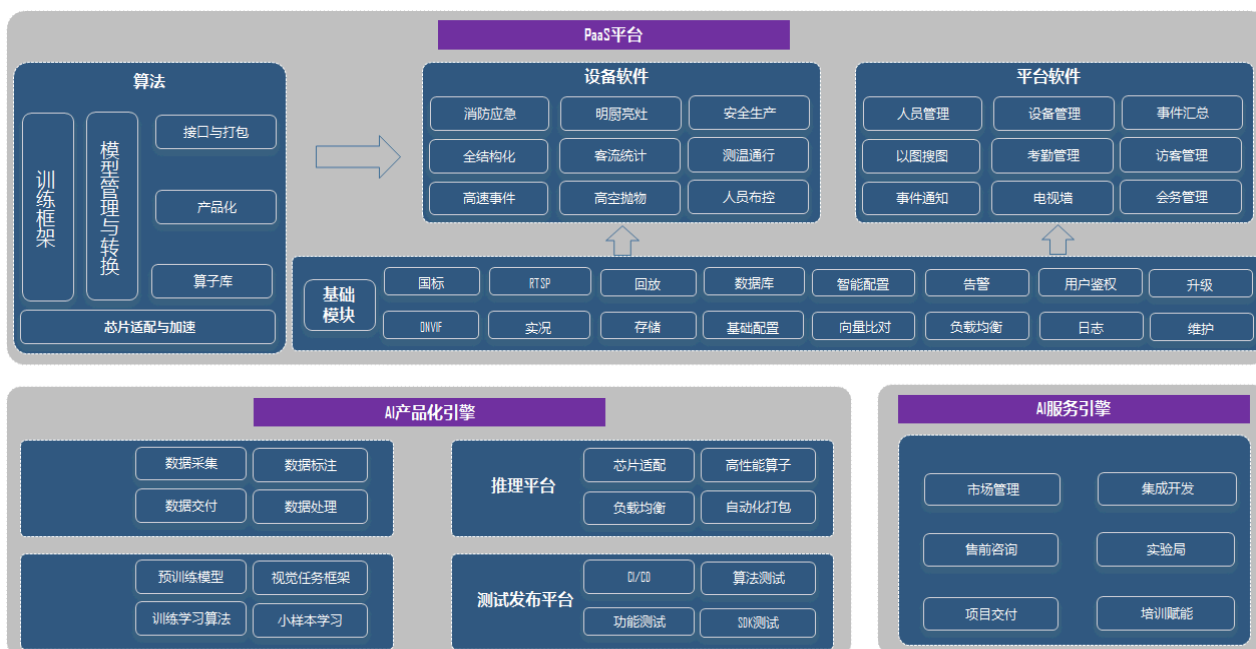 PaaS平台
算法
训练框架
模型管理与转换
接口与打包
产品化
算子库
芯片适配与加速
设备软件
消防应急
明厨亮灶
安全生产
全结构化
客流统计
测温通行
高速事件
高空抛物
人员布控
平台软件
人员管理
设备管理
事件汇总
以图搜图
考勤管理
访客管理
事件通知
电视墙
会务管理
基础
模块
国标
RTSP
回放
数据库
智能配置
告警
用户鉴权
升级
ONVIF
实况
存储
基础配置
向量比对
负载均衡
日志
维护
AI产品化引擎
数据采集
数据标注
数据交付
数据处理
推理平台
芯片适配
高性能算子
负载均衡
自动化打包
预训练模型
视觉任务框架
训练学习算法
小样本学习
测试发布平台
CI/CD
算法测试
功能测试
SDK测试
AI服务引擎
市场管理
集成开发
售前咨询
实验局
项目交付
培训赋能